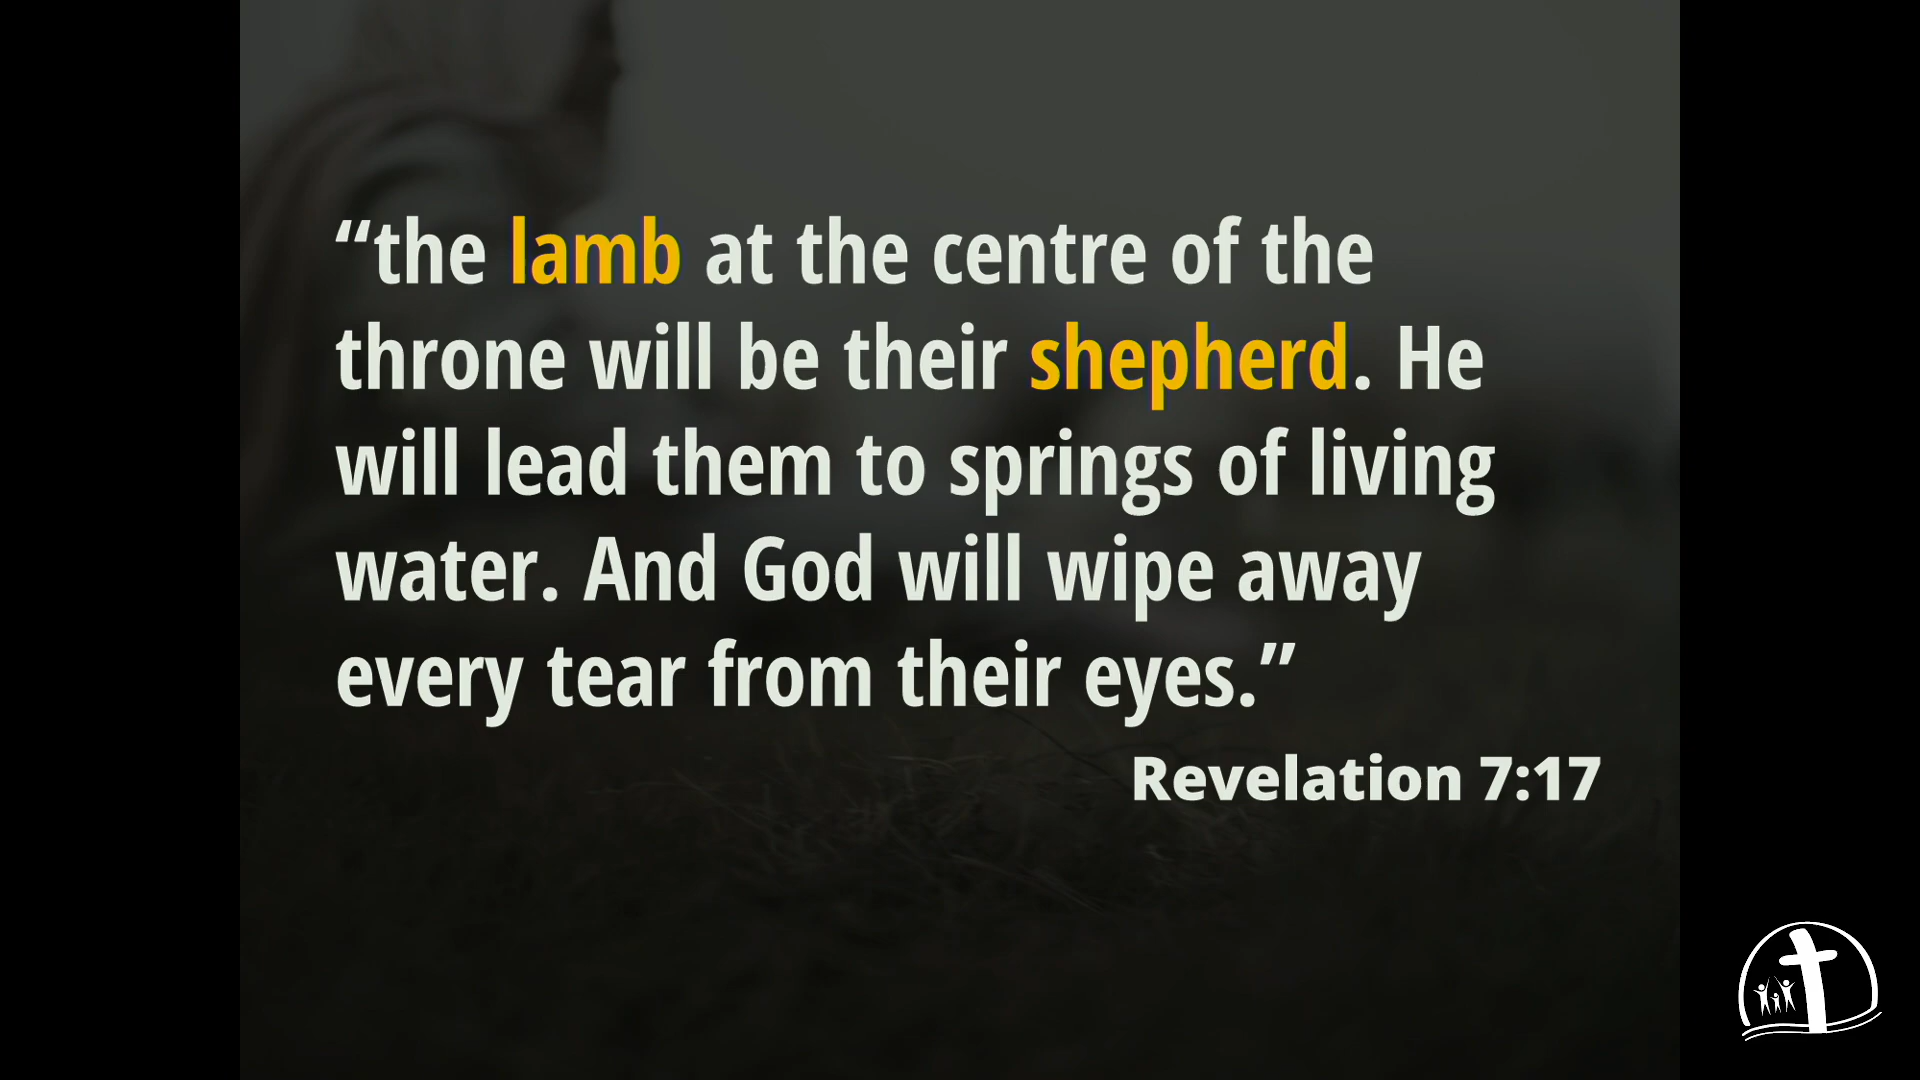 “the lamb at the centre of the
throne will be their shepherd. He
will lead them to springs of living
water. And God will wipe away
every tear from their eyes.”
Revelation 7:17